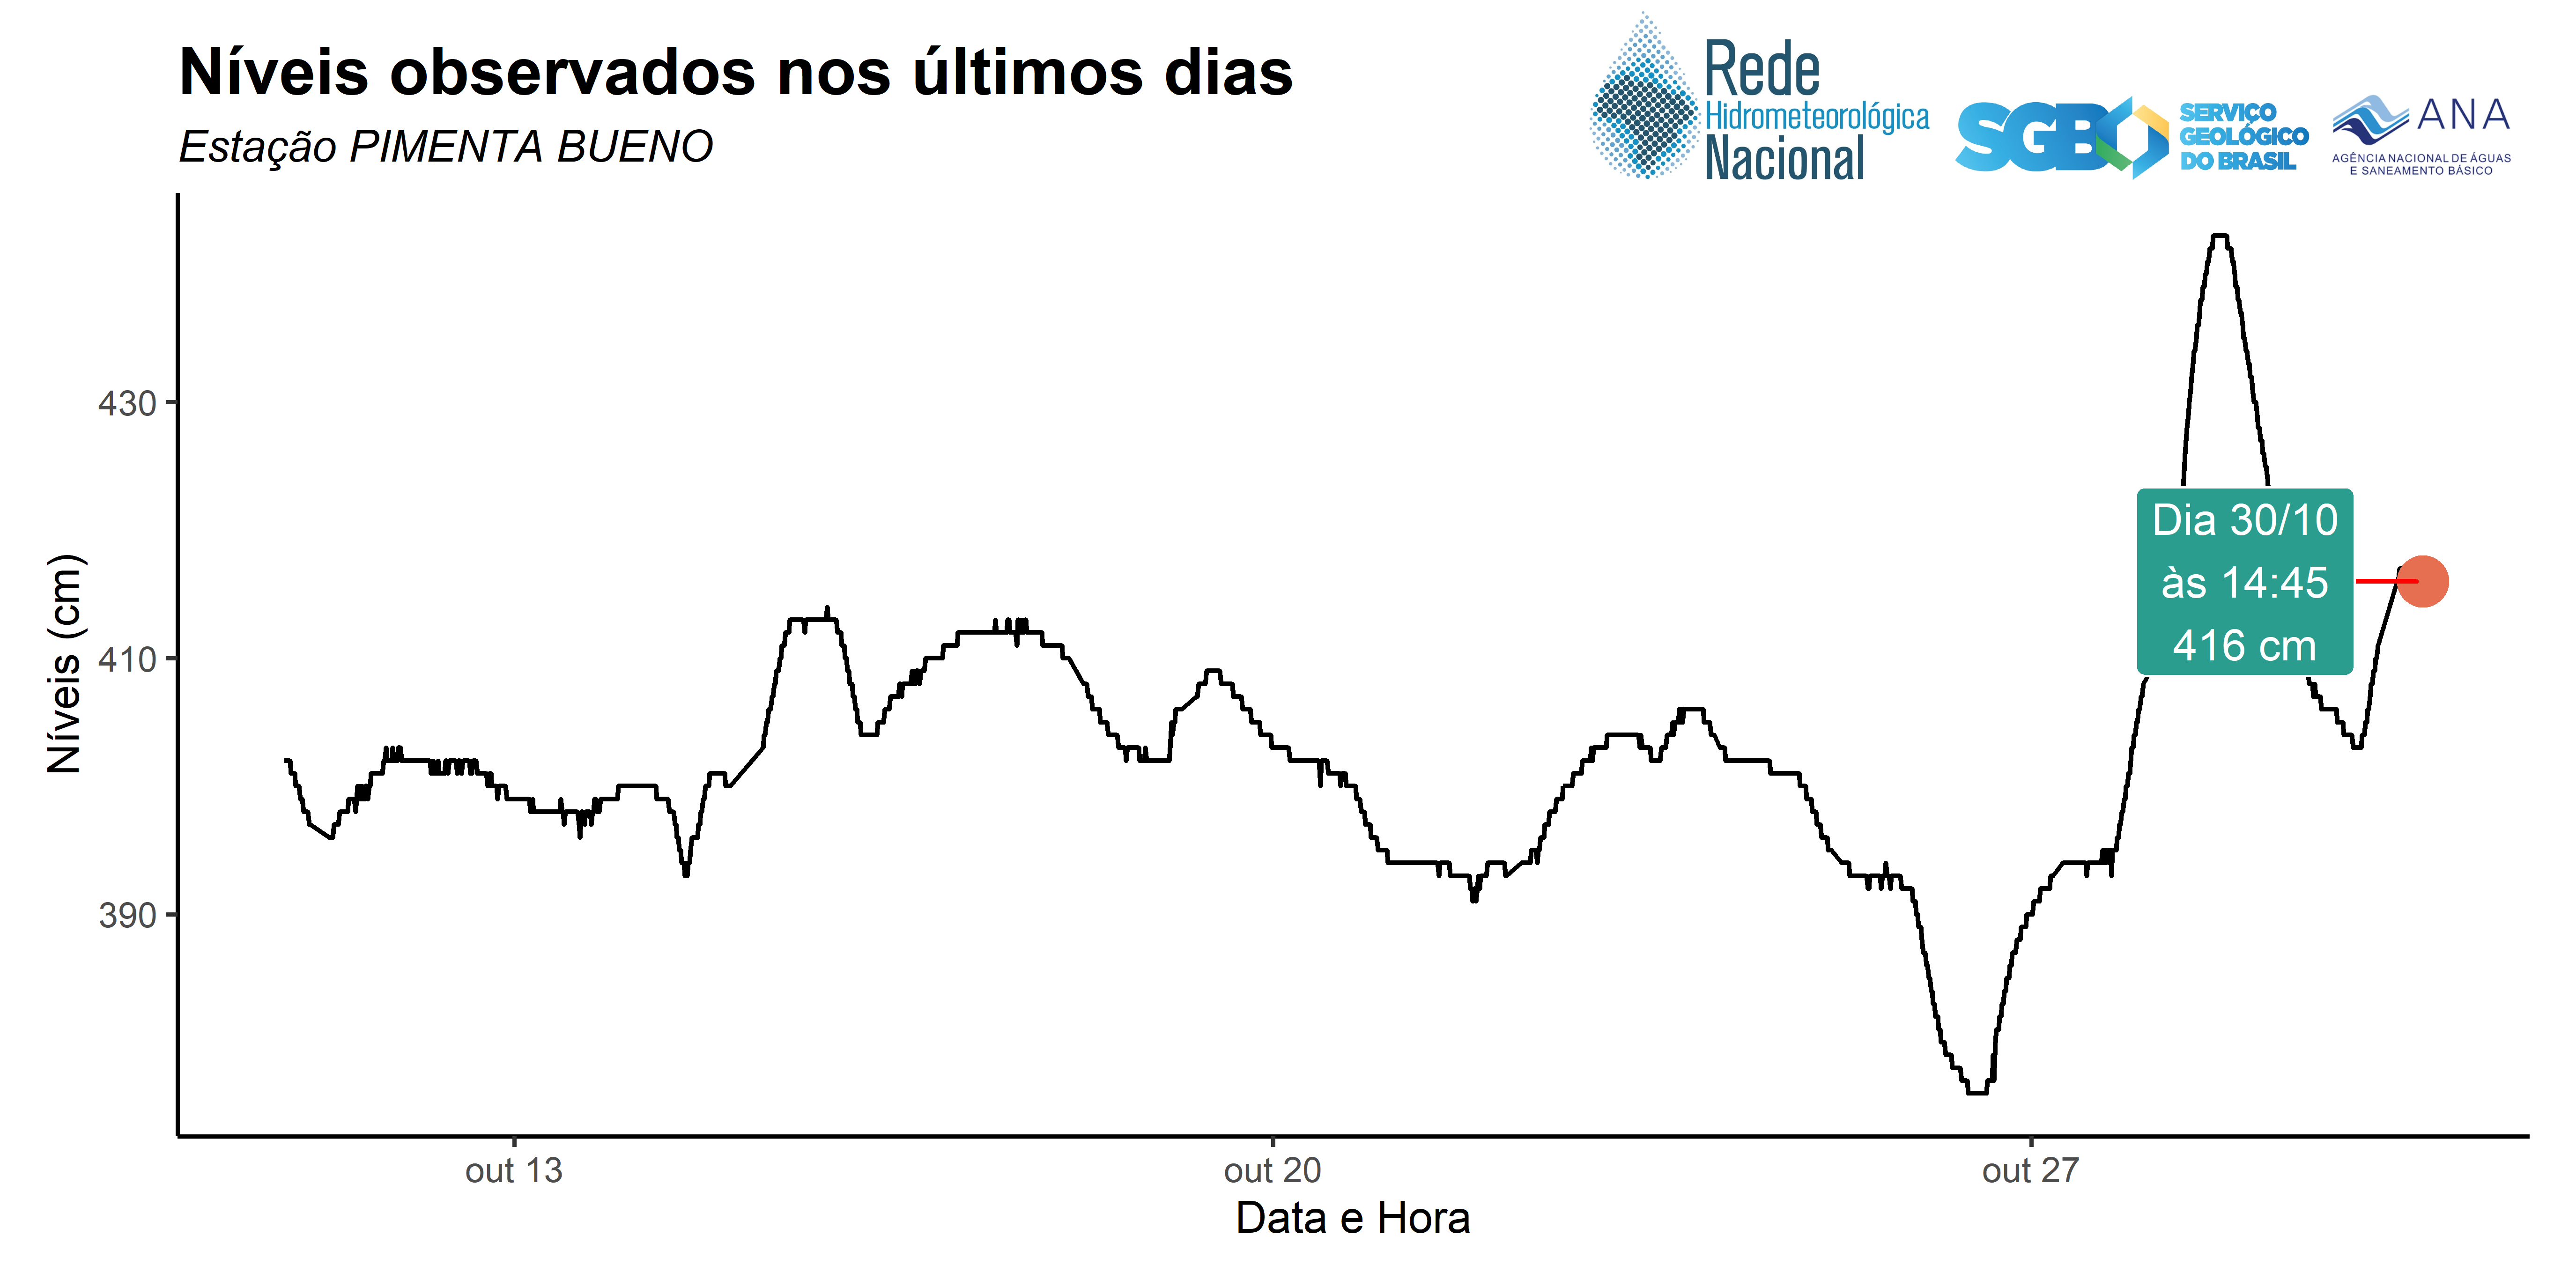 Níveis observados nos últimos dias
Estação PIMENTA BUENO
Rede
Hidrometeorológica
Nacional
SGB
SERVIÇO
GEOLÓGICO
DO BRASIL
ANA
AGÊNCIA NACIONAL DE ÁGUAS
E SANEAMENTO BÁSICO
Níveis (cm)
430
410
390
Dia 30/10
às 14:45
416 cm
out 13
out 20
out 27
Data e Hora